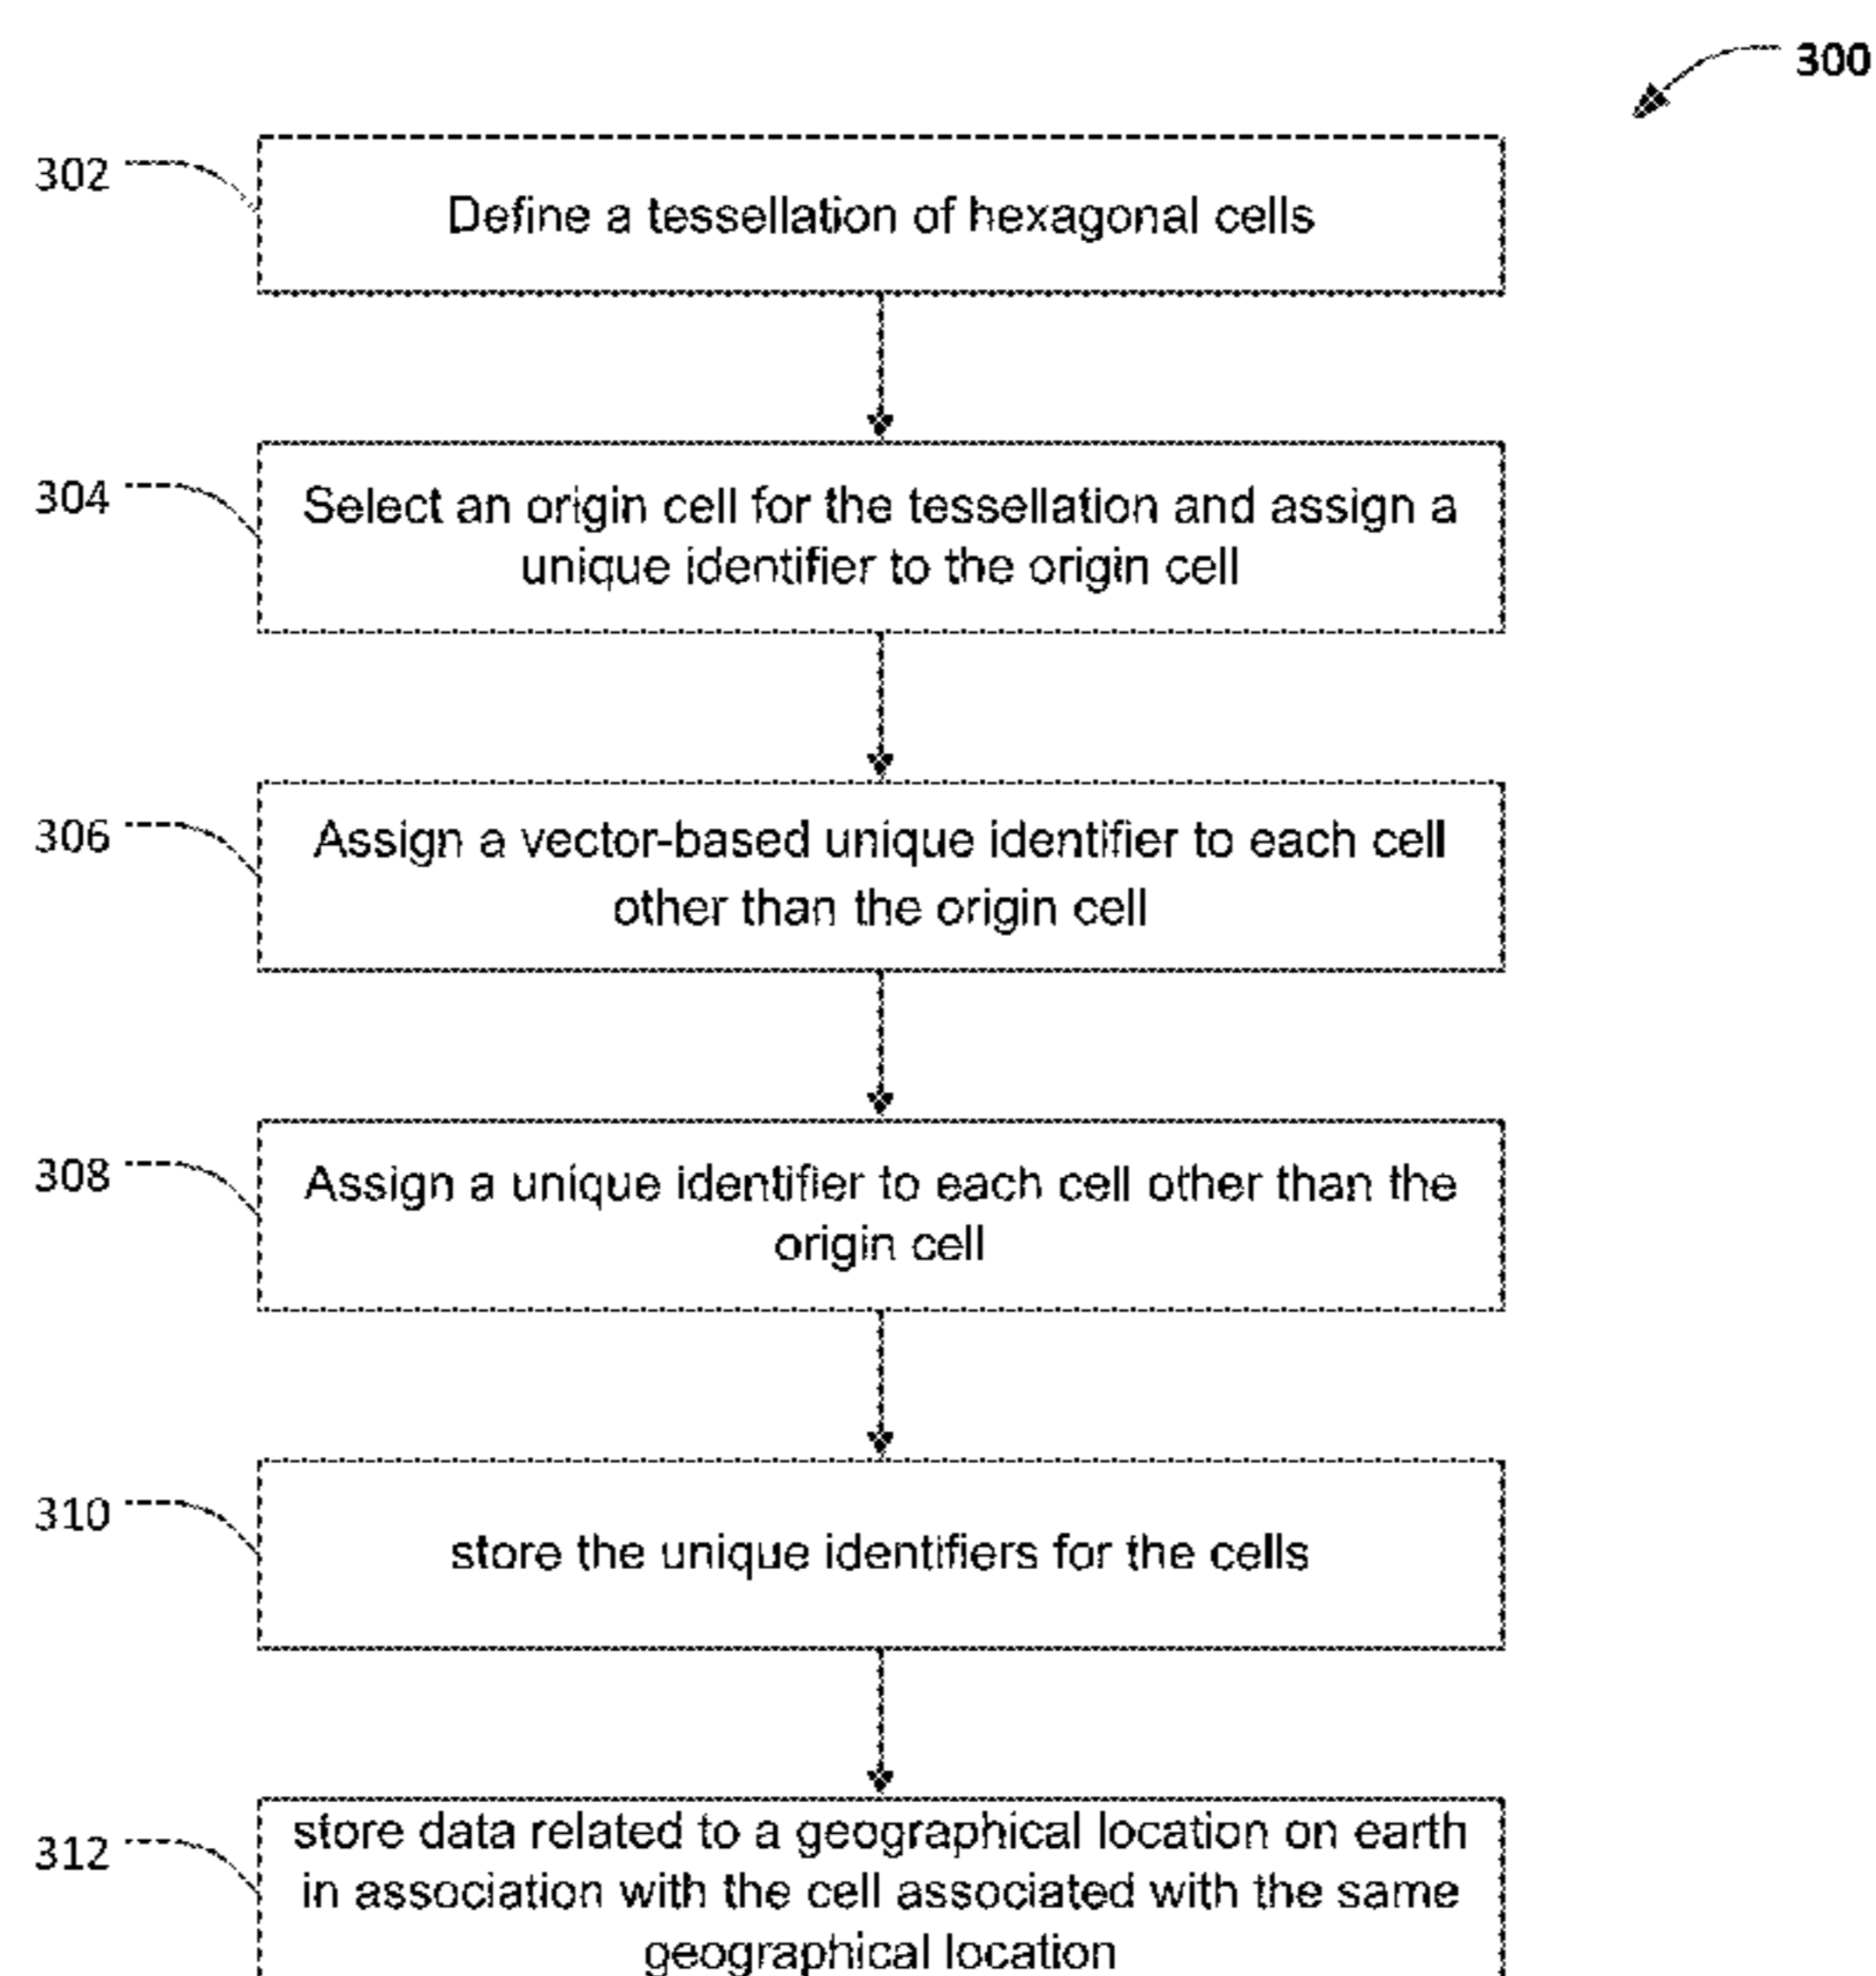 300
302
Define a tessellation of hexagonal cells
304
Select an origin cell for the tessellation and assign a
unique identifier to the origin cell
306
Assign a vector-based unique identifier to each cell
other than the origin cell
308
Assign a unique identifier to each cell other than the
origin cell
310
store the unique identifiers for the cells
312
store data related to a geographical location on earth
in association with the cell associated with the same
geographical location